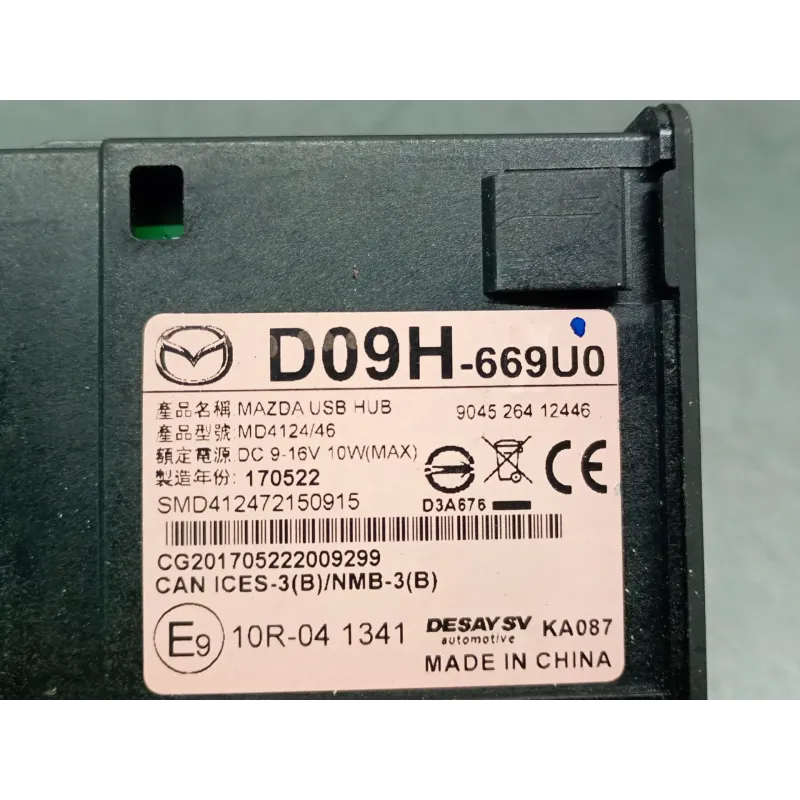 D09H-669U0
產品名稱: MAZDA USB HUB
9045 264 12446
產品型號: MD4124/46
額定電源: DC 9-16V 10W(MAX)
製造年份: 170522
CE
SMD412472150915
D3A676
CG201705222009299
CAN ICES-3(B)/NMB-3(B)
E9 10R-04 1341
DESAY SV automotive KA087
MADE IN CHINA